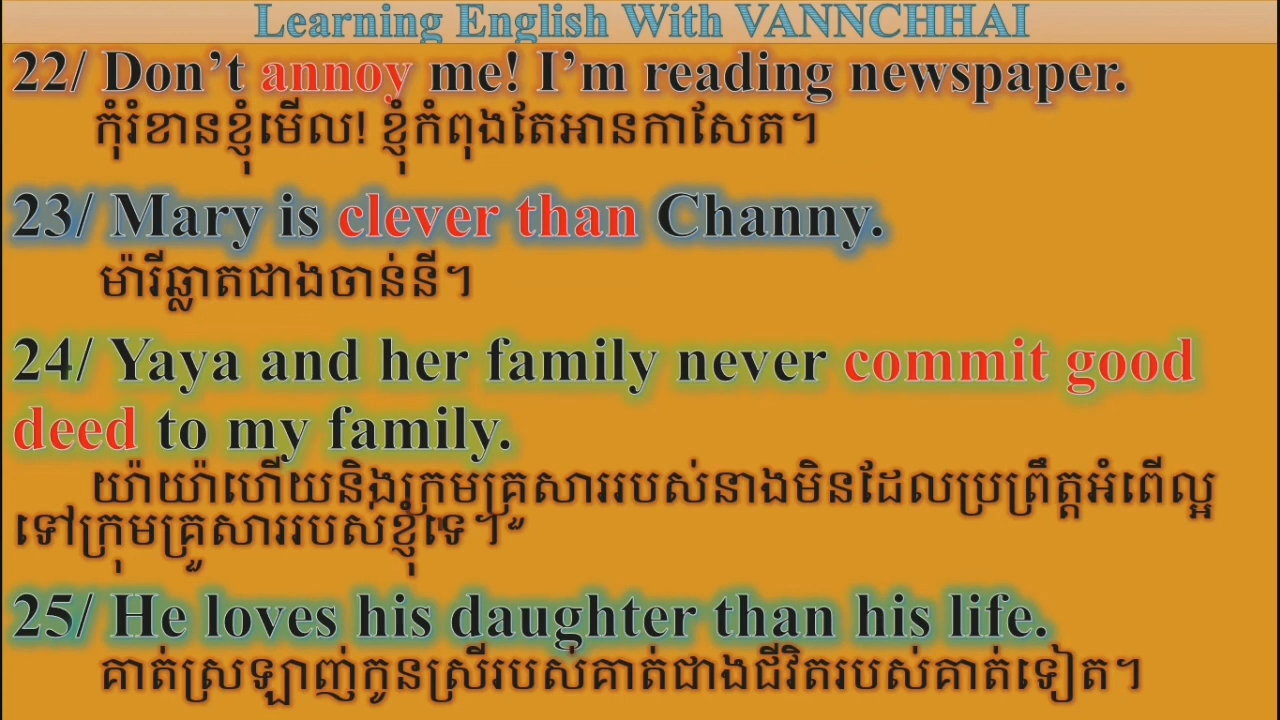 Learning English With VANNCHHAI
22/ Don’t annoy me! I’m reading newspaper.
កុំរំខានខ្ញុំមើល! ខ្ញុំកំពុងតែអានកាសែត។
23/ Mary is clever than Channy.
ម៉ារីឆ្លាតជាងចាន់នី។
24/ Yaya and her family never commit good
deed to my family.
យ៉ាយ៉ាហើយនិងក្រុមគ្រួសាររបស់នាងមិនដែលប្រព្រឹត្តអំពើល្អ
ទៅក្រុមគ្រួសាររបស់ខ្ញុំទេ។
25/ He loves his daughter than his life.
គាត់ស្រឡាញ់កូនស្រីរបស់គាត់ជាងជីវិតរបស់គាត់ទៀត។